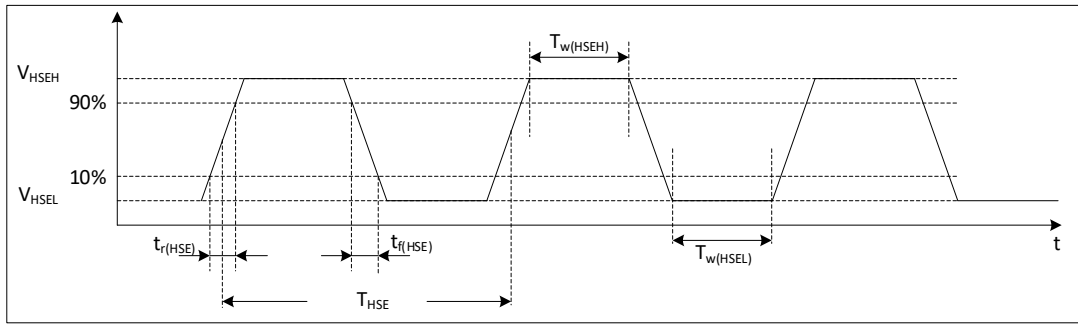 T_w(HSEH)
V_HSEH
90%
10%
V_HSEL
t_r(HSE)
t_f(HSE)
T_w(HSEL)
t
T_HSE